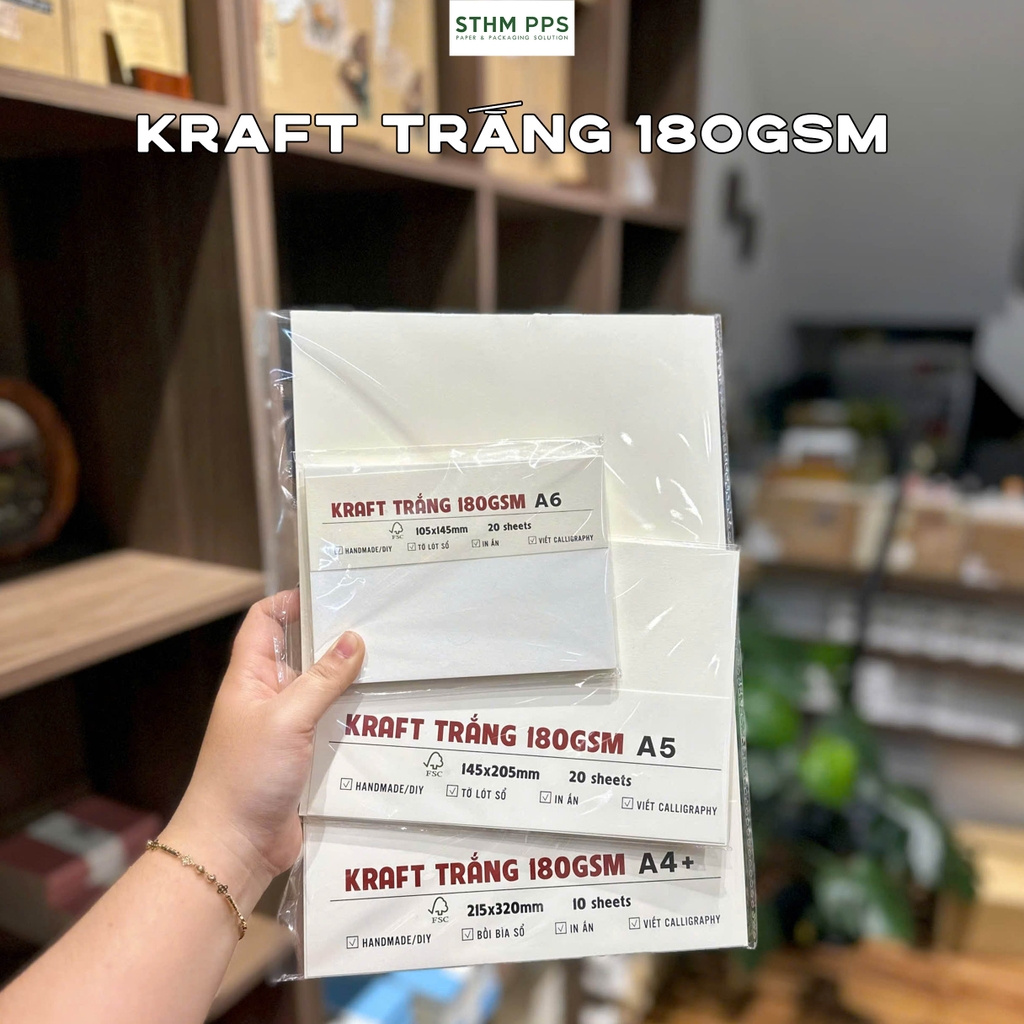 STHM PPS
PAPER & PACKAGING SOLUTION
KRAFT TRẮNG 180GSM
KRAFT TRẮNG 180GSM A6
FSC 105x145mm 20 sheets
☑ HANDMADE/DIY ☑ TỜ LÓT SỔ ☑ IN ẤN ☑ VIẾT CALLIGRAPHY
KRAFT TRẮNG 180GSM A5
FSC 145x205mm 20 sheets
☑ HANDMADE/DIY ☑ TỜ LÓT SỔ ☑ IN ẤN ☑ VIẾT CALLIGRAPHY
KRAFT TRẮNG 180GSM A4+
FSC 215x320mm 10 sheets
☑ HANDMADE/DIY ☑ BỒI BÌA SỔ ☑ IN ẤN ☑ VIẾT CALLIGRAPHY